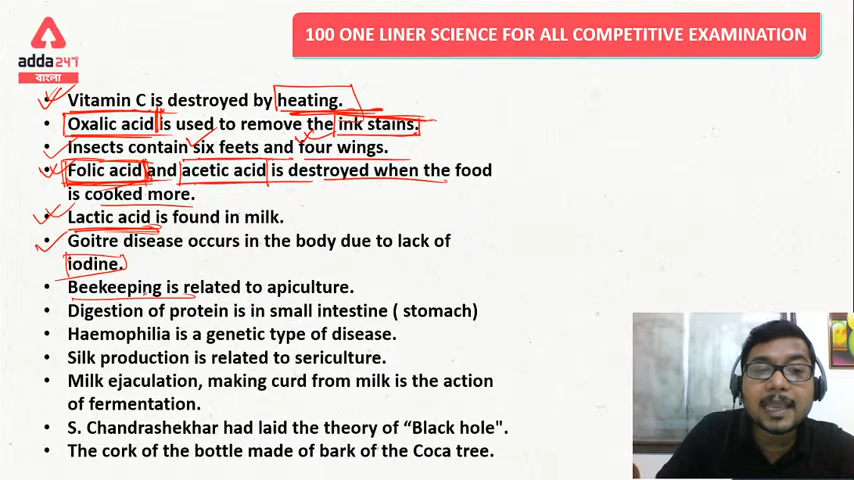 100 ONE LINER SCIENCE FOR ALL COMPETITIVE EXAMINATION
adda247
বাংলা
• Vitamin C is destroyed by heating.
• Oxalic acid is used to remove the ink stains.
• Insects contain six feets and four wings.
• Folic acid and acetic acid is destroyed when the food
is cooked more.
• Lactic acid is found in milk.
• Goitre disease occurs in the body due to lack of
iodine.
• Beekeeping is related to apiculture.
• Digestion of protein is in small intestine ( stomach)
• Haemophilia is a genetic type of disease.
• Silk production is related to sericulture.
• Milk ejaculation, making curd from milk is the action
of fermentation.
• S. Chandrashekhar had laid the theory of “Black hole".
• The cork of the bottle made of bark of the Coca tree.